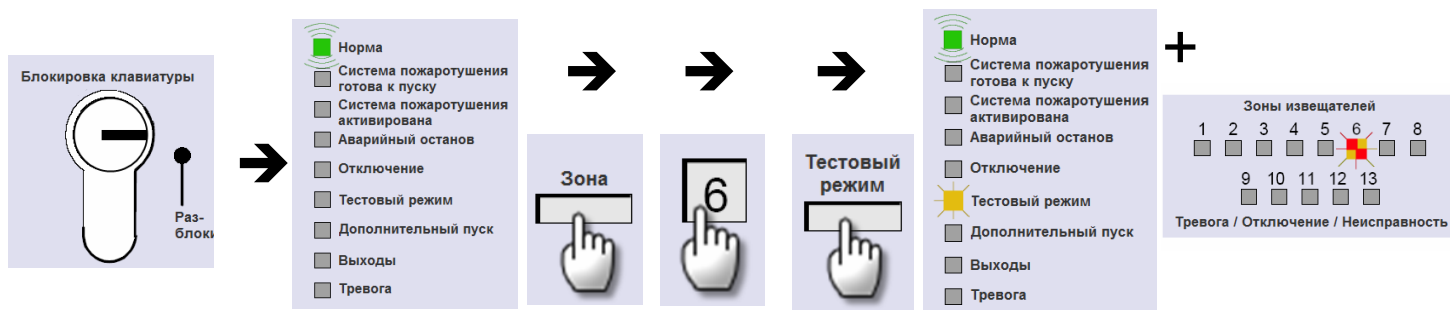 Блокировка клавиатуры
Раз-
блоки
Норма
Система пожаротушения
готова к пуску
Система пожаротушения
активирована
Аварийный останов
Отключение
Тестовый режим
Дополнительный пуск
Выходы
Тревога
Зона
6
Тестовый
режим
Норма
Система пожаротушения
готова к пуску
Система пожаротушения
активирована
Аварийный останов
Отключение
Тестовый режим
Дополнительный пуск
Выходы
Тревога
+
Зоны извещателей
1 2 3 4 5 6 7 8
9 10 11 12 13
Тревога / Отключение / Неисправность